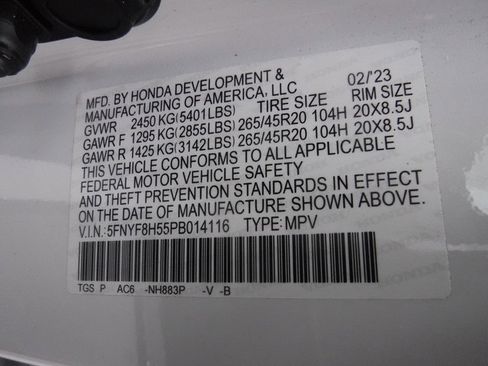 MFD. BY HONDA DEVELOPMENT & 02/'23
MANUFACTURING OF AMERICA, LLC
GVWR 2450 KG(5401LBS) TIRE SIZE RIM SIZE
GAWR F 1295 KG(2855LBS) 265/45R20 104H 20X8.5J
GAWR R 1425 KG(3142LBS) 265/45R20 104H 20X8.5J
THIS VEHICLE CONFORMS TO ALL APPLICABLE
FEDERAL MOTOR VEHICLE SAFETY
AND THEFT PREVENTION STANDARDS IN EFFECT
ON THE DATE OF MANUFACTURE SHOWN ABOVE.
V.I.N.: 5FNYF8H55PB014116 TYPE: MPV
TGS P AC6 -NH883P -V -B